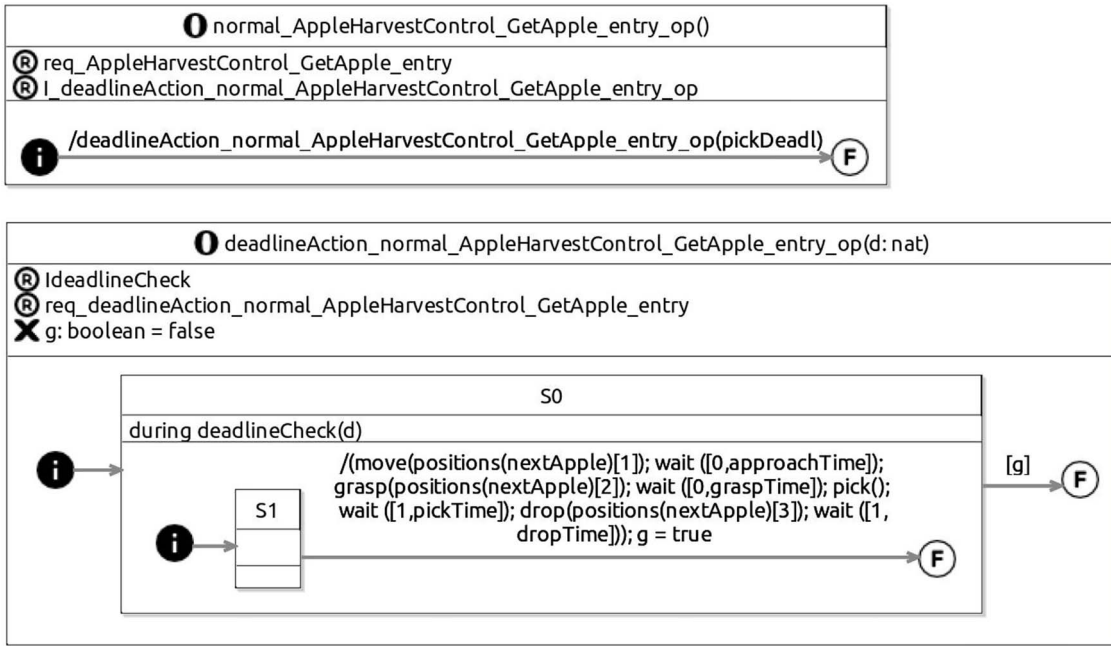 O normal_AppleHarvestControl_GetApple_entry_op()
R req_AppleHarvestControl_GetApple_entry
R I_deadlineAction_normal_AppleHarvestControl_GetApple_entry_op
/deadlineAction_normal_AppleHarvestControl_GetApple_entry_op(pickDeadl)
i
F
O deadlineAction_normal_AppleHarvestControl_GetApple_entry_op(d: nat)
R IdeadlineCheck
R req_deadlineAction_normal_AppleHarvestControl_GetApple_entry
X g: boolean = false
S0
during deadlineCheck(d)
i
/(move(positions(nextApple)[1]); wait ([0,approachTime]);
grasp(positions(nextApple)[2]); wait ([0,graspTime]); pick();
wait ([1,pickTime]); drop(positions(nextApple)[3]); wait ([1,
dropTime])); g = true
[g]
F
S1
i
F